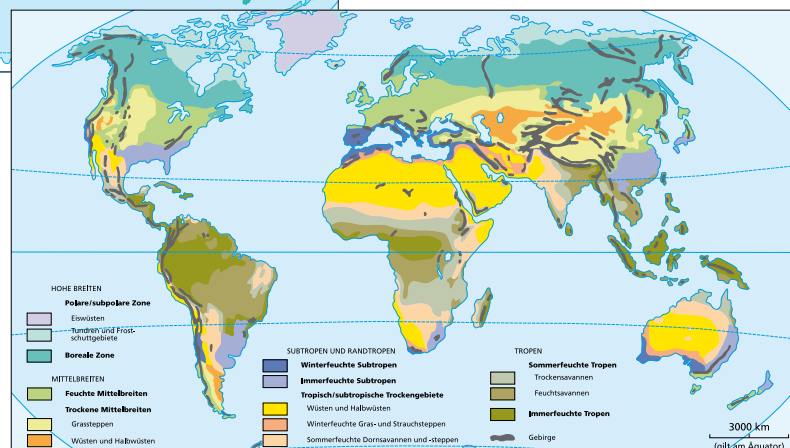 HOHE BREITEN
Polare/subpolare Zone
Eiswüsten
Tundren und Frost-
schuttgebiete
Boreale Zone
MITTELBREITEN
Feuchte Mittelbreiten
Trockene Mittelbreiten
Grassteppen
Wüsten und Halbwüsten
SUBTROPEN UND RANDTROPEN
Winterfeuchte Subtropen
Immerfeuchte Subtropen
Tropisch/subtropische Trockengebiete
Wüsten und Halbwüsten
Winterfeuchte Gras- und Strauchsteppen
Sommerfeuchte Dornsavannen und -steppen
TROPEN
Sommerfeuchte Tropen
Trockensavannen
Feuchtsavannen
Immerfeuchte Tropen
Gebirge
3000 km
(gilt am Äquator)